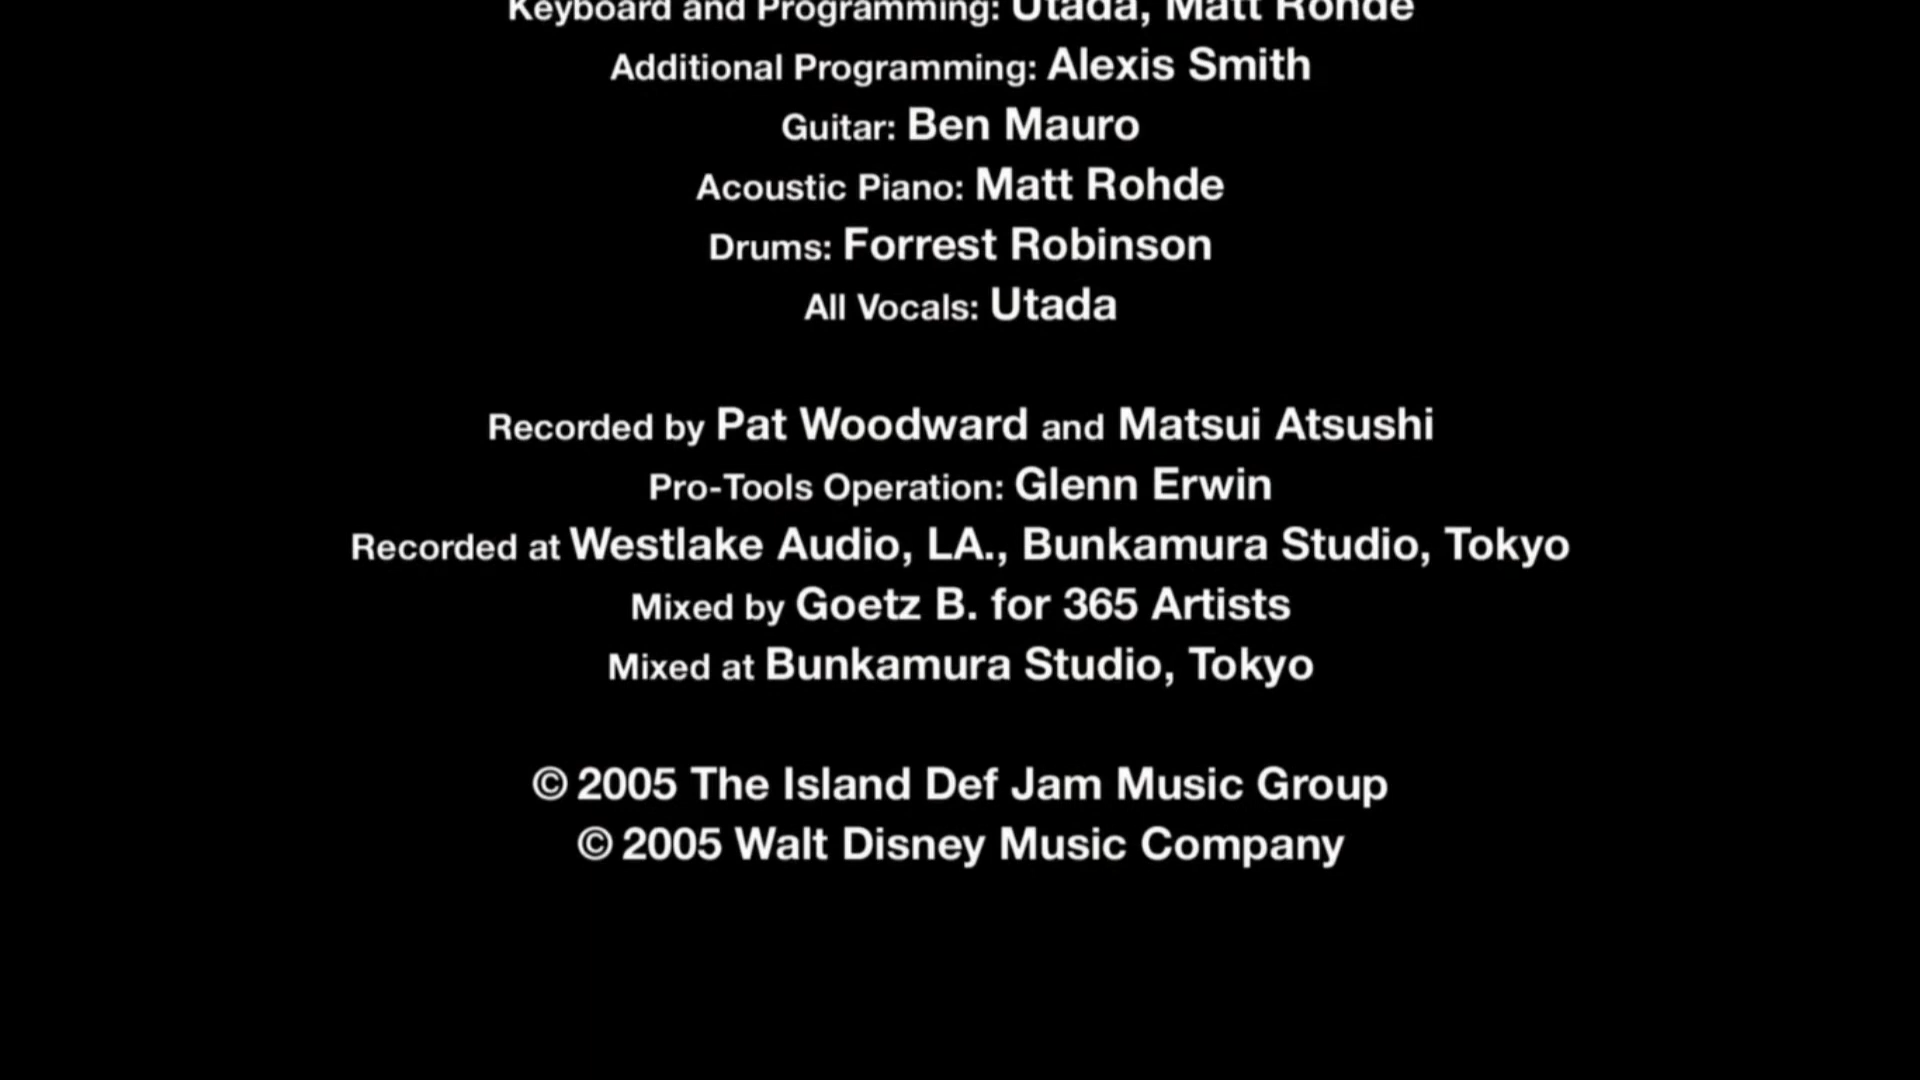 Keyboard and Programming: Utada, Matt Rohde
Additional Programming: Alexis Smith
Guitar: Ben Mauro
Acoustic Piano: Matt Rohde
Drums: Forrest Robinson
All Vocals: Utada
Recorded by Pat Woodward and Matsui Atsushi
Pro-Tools Operation: Glenn Erwin
Recorded at Westlake Audio, LA., Bunkamura Studio, Tokyo
Mixed by Goetz B. for 365 Artists
Mixed at Bunkamura Studio, Tokyo
© 2005 The Island Def Jam Music Group
© 2005 Walt Disney Music Company